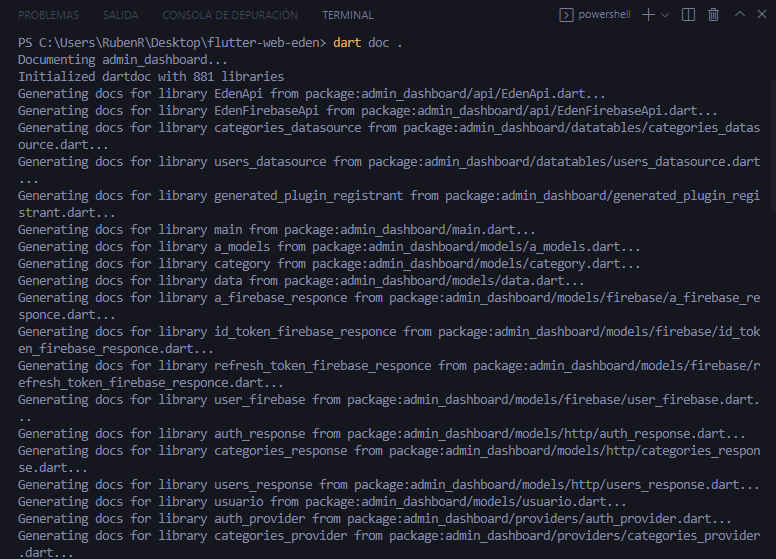 PROBLEMAS SALIDA CONSOLA DE DEPURACIÓN TERMINAL powershell
PS C:\Users\RubenR\Desktop\flutter-web-eden> dart doc .
Documenting admin_dashboard...
Initialized dartdoc with 881 libraries
Generating docs for library EdenApi from package:admin_dashboard/api/EdenApi.dart...
Generating docs for library EdenFirebaseApi from package:admin_dashboard/api/EdenFirebaseApi.dart...
Generating docs for library categories_datasource from package:admin_dashboard/datatables/categories_datas
ource.dart...
Generating docs for library users_datasource from package:admin_dashboard/datatables/users_datasource.dart
...
Generating docs for library generated_plugin_registrant from package:admin_dashboard/generated_plugin_regi
strant.dart...
Generating docs for library main from package:admin_dashboard/main.dart...
Generating docs for library a_models from package:admin_dashboard/models/a_models.dart...
Generating docs for library category from package:admin_dashboard/models/category.dart...
Generating docs for library data from package:admin_dashboard/models/data.dart...
Generating docs for library a_firebase_responce from package:admin_dashboard/models/firebase/a_firebase_re
sponce.dart...
Generating docs for library id_token_firebase_responce from package:admin_dashboard/models/firebase/id_tok
en_firebase_responce.dart...
Generating docs for library refresh_token_firebase_responce from package:admin_dashboard/models/firebase/r
efresh_token_firebase_responce.dart...
Generating docs for library user_firebase from package:admin_dashboard/models/firebase/user_firebase.dart.
..
Generating docs for library auth_response from package:admin_dashboard/models/http/auth_response.dart...
Generating docs for library categories_response from package:admin_dashboard/models/http/categories_respon
se.dart...
Generating docs for library users_response from package:admin_dashboard/models/http/users_response.dart...
Generating docs for library usuario from package:admin_dashboard/models/usuario.dart...
Generating docs for library auth_provider from package:admin_dashboard/providers/auth_provider.dart...
Generating docs for library categories_provider from package:admin_dashboard/providers/categories_provider
.dart...